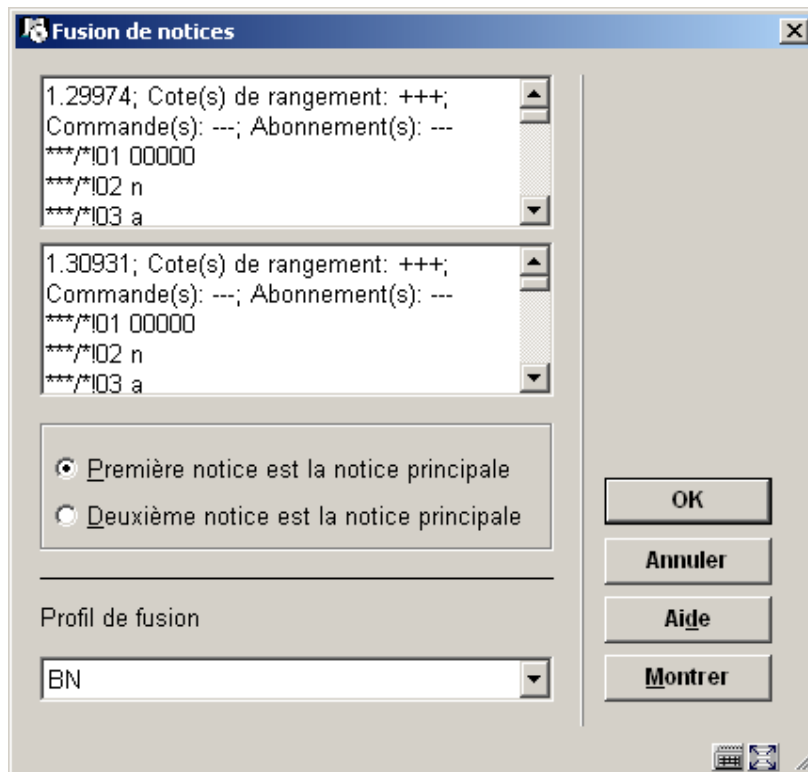 Fusion de notices
1.29974; Cote(s) de rangement: +++;
Commande(s): ---; Abonnement(s): ---
***/*!01 00000
***/*!02 n
***/*!03 a
1.30931; Cote(s) de rangement: +++;
Commande(s): ---; Abonnement(s): ---
***/*!01 00000
***/*!02 n
***/*!03 a
Première notice est la notice principale
Deuxième notice est la notice principale
OK
Annuler
Profil de fusion
Aide
BN
Montrer